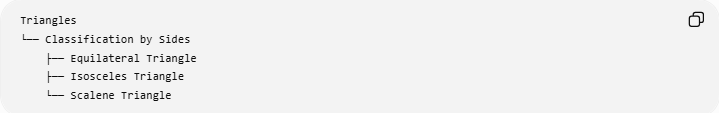 Triangles
└── Classification by Sides
    ├── Equilateral Triangle
    ├── Isosceles Triangle
    └── Scalene Triangle